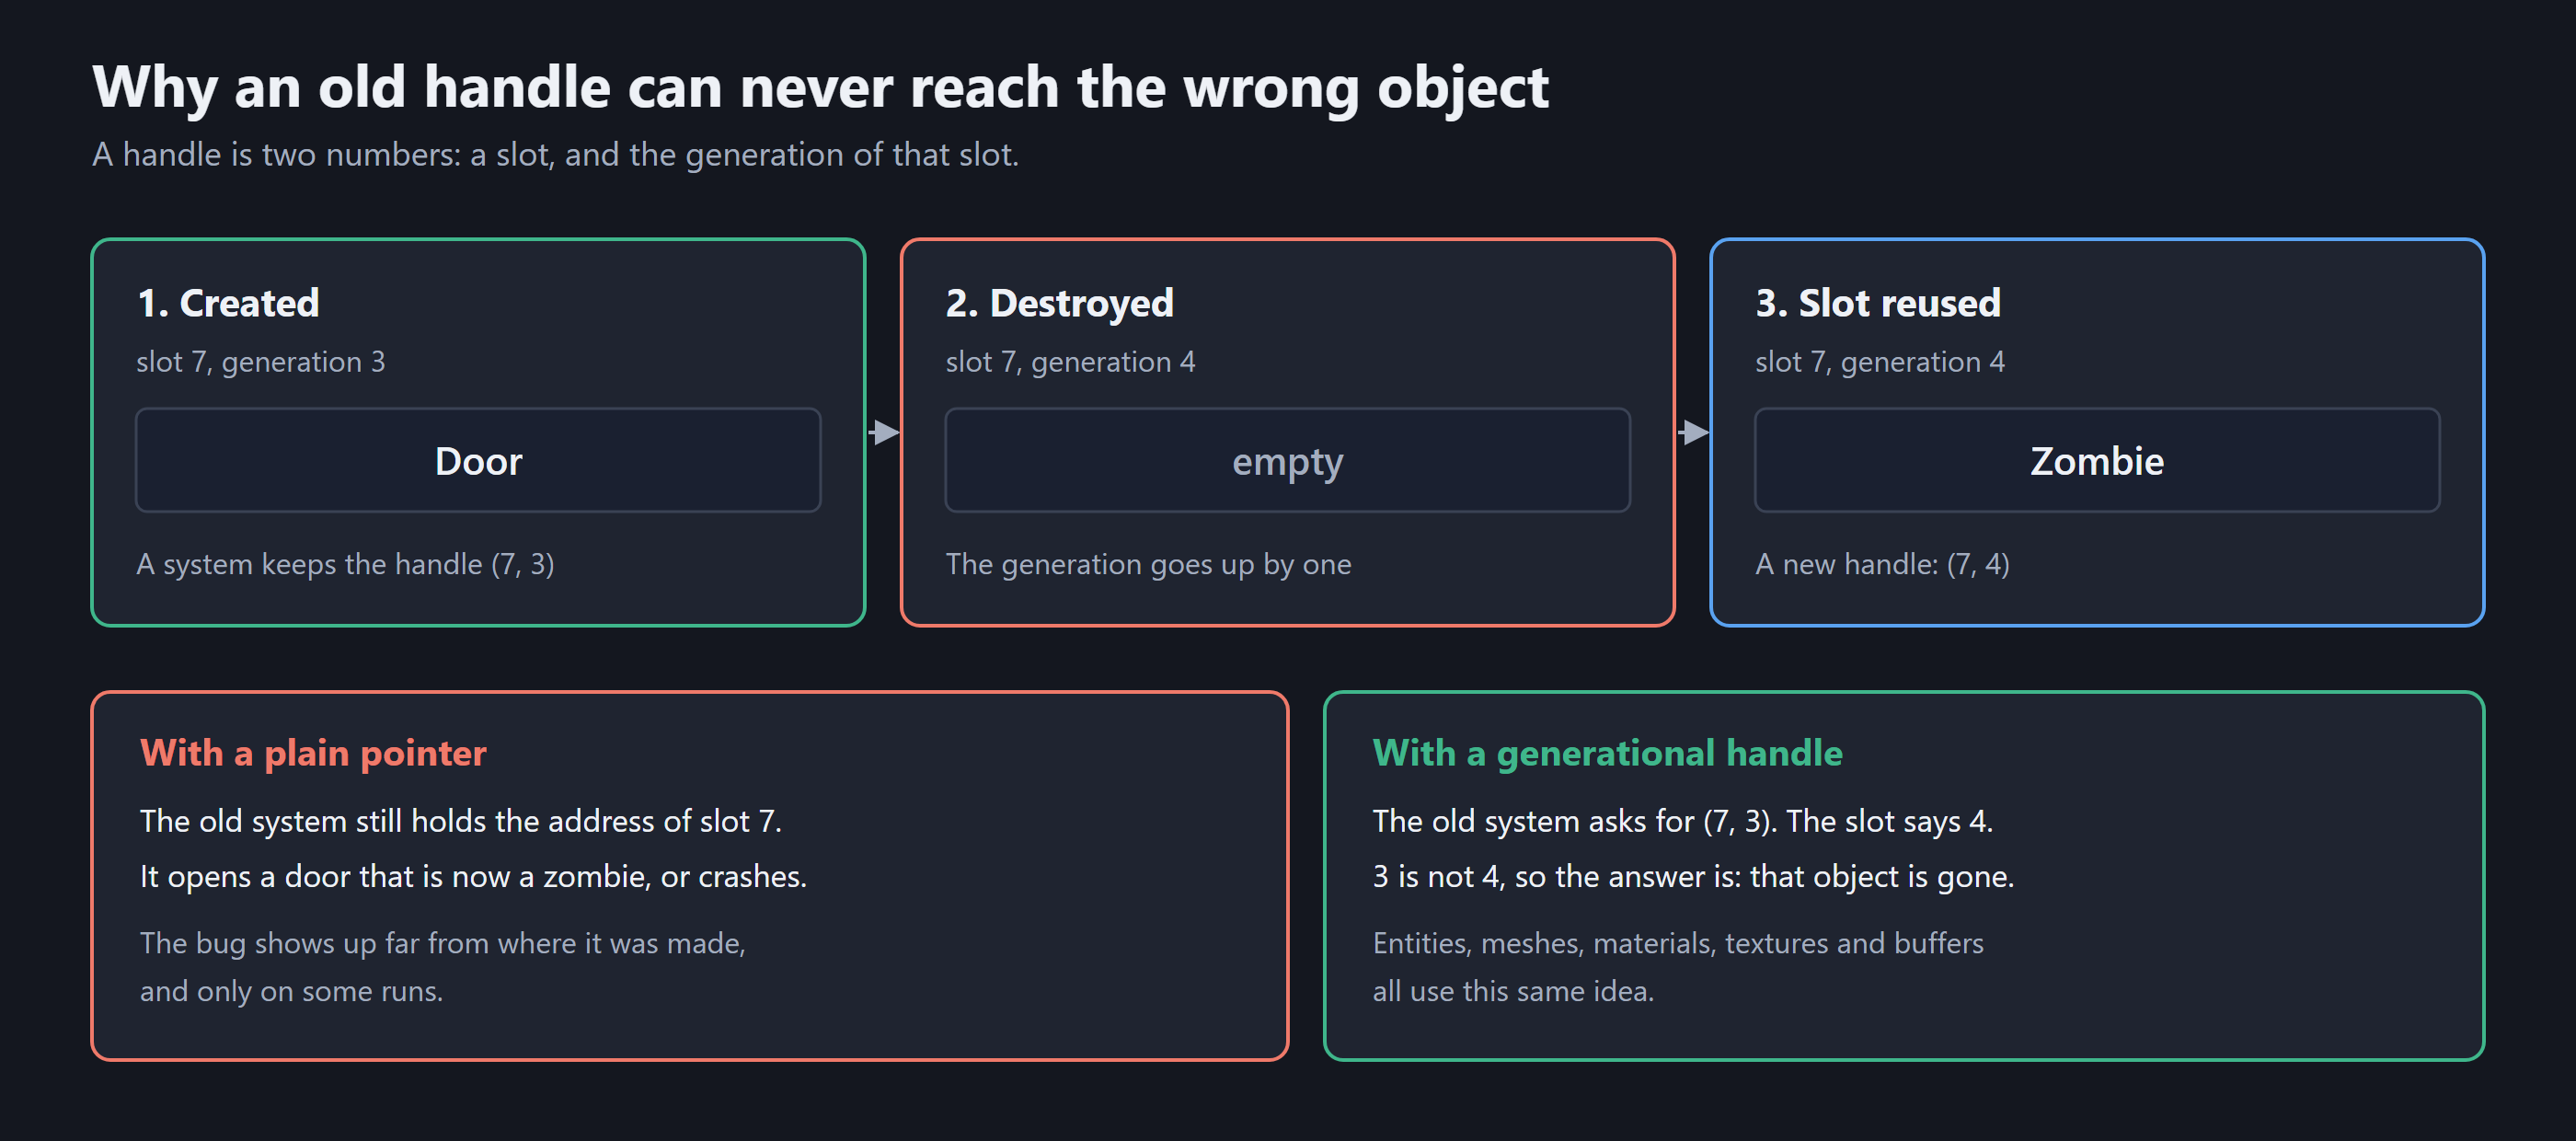 Why an old handle can never reach the wrong object
A handle is two numbers: a slot, and the generation of that slot.
1. Created
slot 7, generation 3
Door
A system keeps the handle (7, 3)
2. Destroyed
slot 7, generation 4
empty
The generation goes up by one
3. Slot reused
slot 7, generation 4
Zombie
A new handle: (7, 4)
With a plain pointer
The old system still holds the address of slot 7.
It opens a door that is now a zombie, or crashes.
The bug shows up far from where it was made,
and only on some runs.
With a generational handle
The old system asks for (7, 3). The slot says 4.
3 is not 4, so the answer is: that object is gone.
Entities, meshes, materials, textures and buffers
all use this same idea.